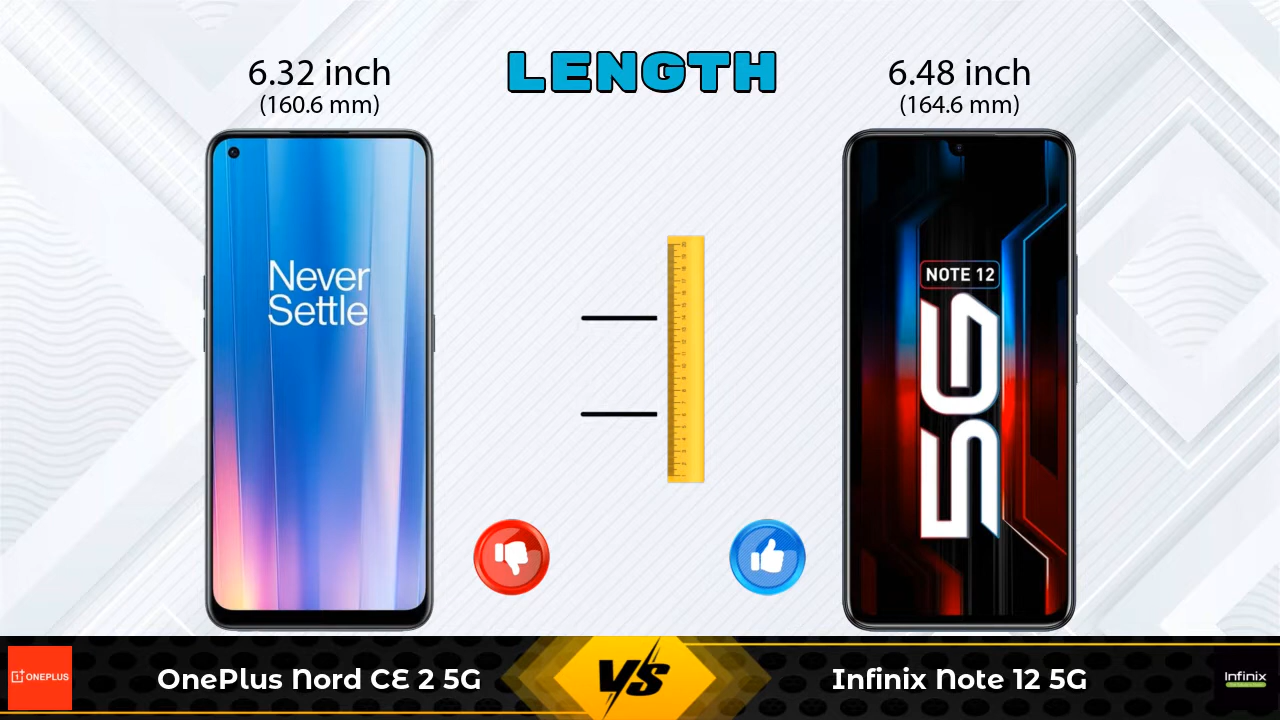 LENGTH
6.32 inch
(160.6 mm)
6.48 inch
(164.6 mm)
Never
Settle
NOTE 12
5G
ONEPLUS
OnePlus Nord CE 2 5G
VS
Infinix Note 12 5G
Infinix